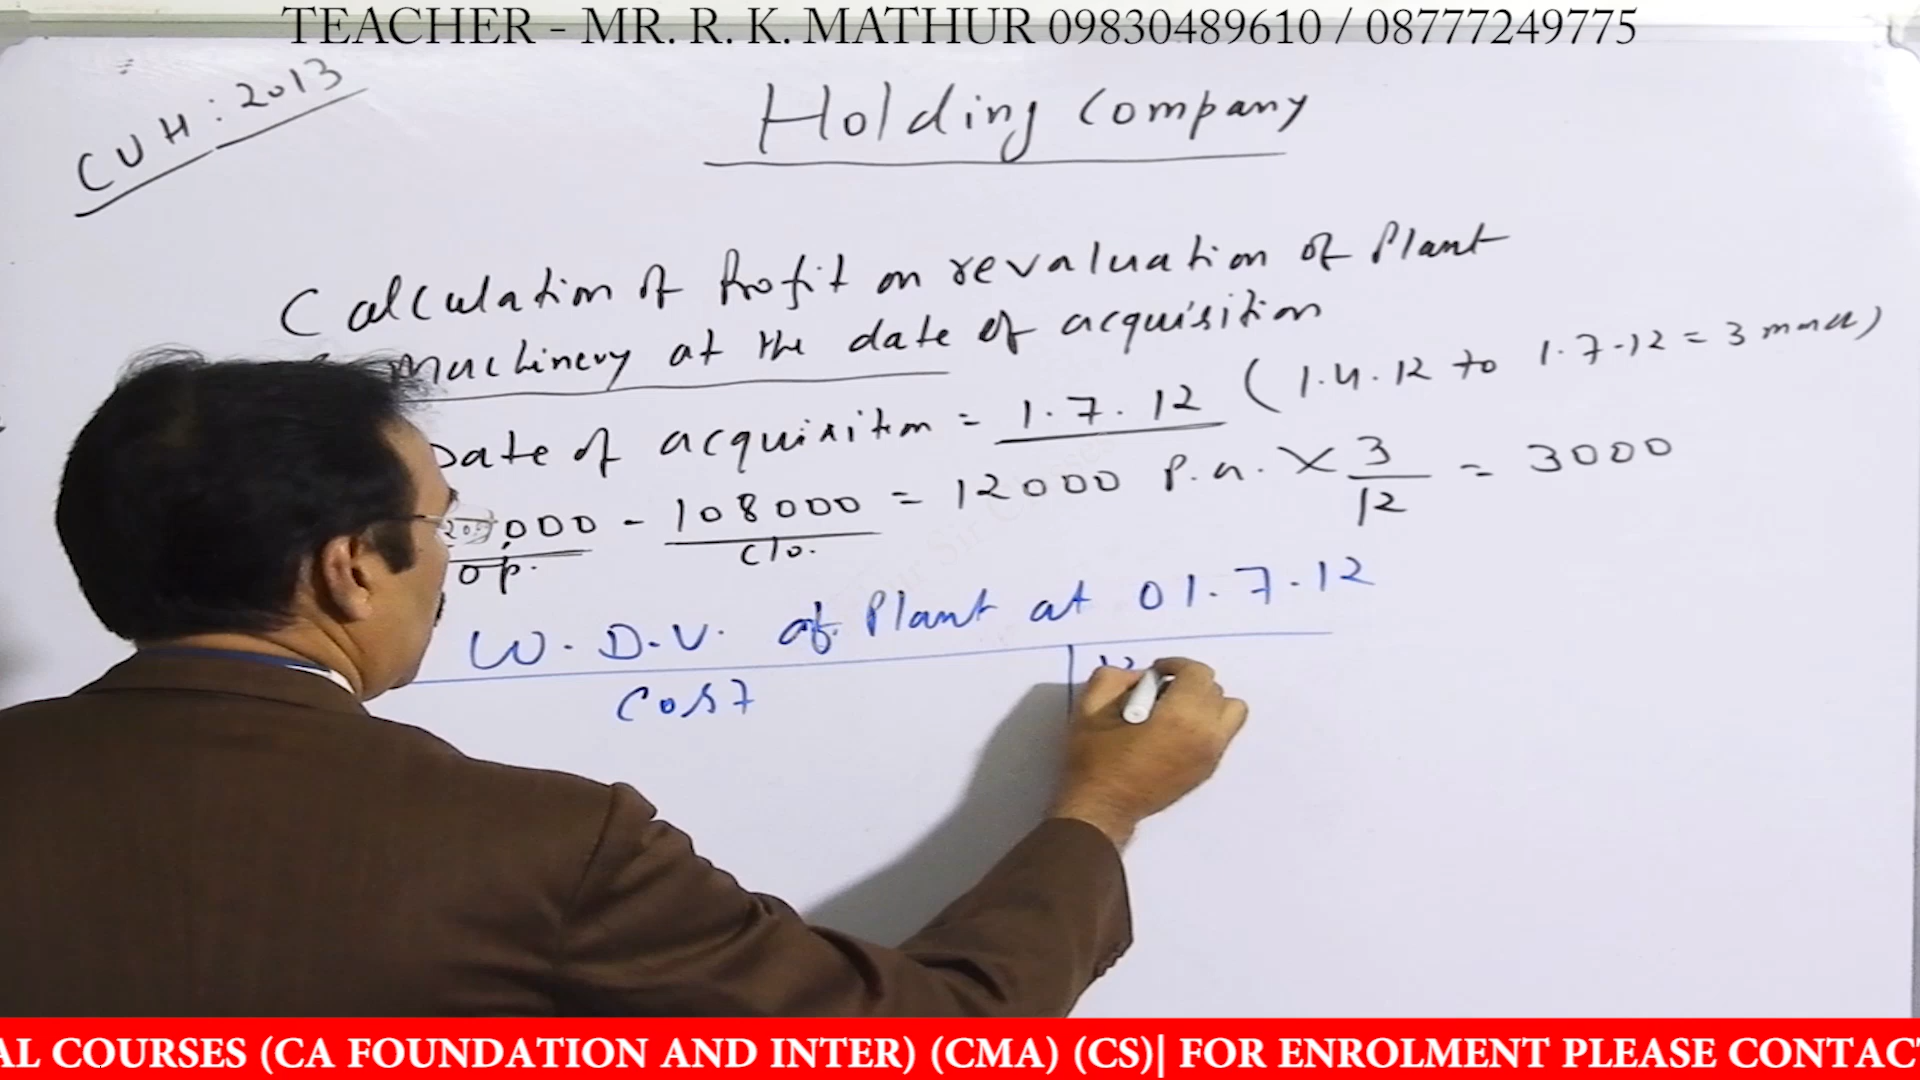 TEACHER - MR. R. K. MATHUR 09830489610 / 08777249775
CUH : 2013
Holding Company
Calculation of Profit on revaluation of Plant
Machinery at the date of acquisition
Date of acquisition = 1.7.12 (1.4.12 to 1.7.12 = 3
,000 - 108000 = 12000 P.a. X 3/12 = 3000
op. clo.
W.D.V. of Plant at 01.7.12
Cost
AL COURSES (CA FOUNDATION AND INTER) (CMA) (CS)| FOR ENROLMENT PLEASE CONTACT